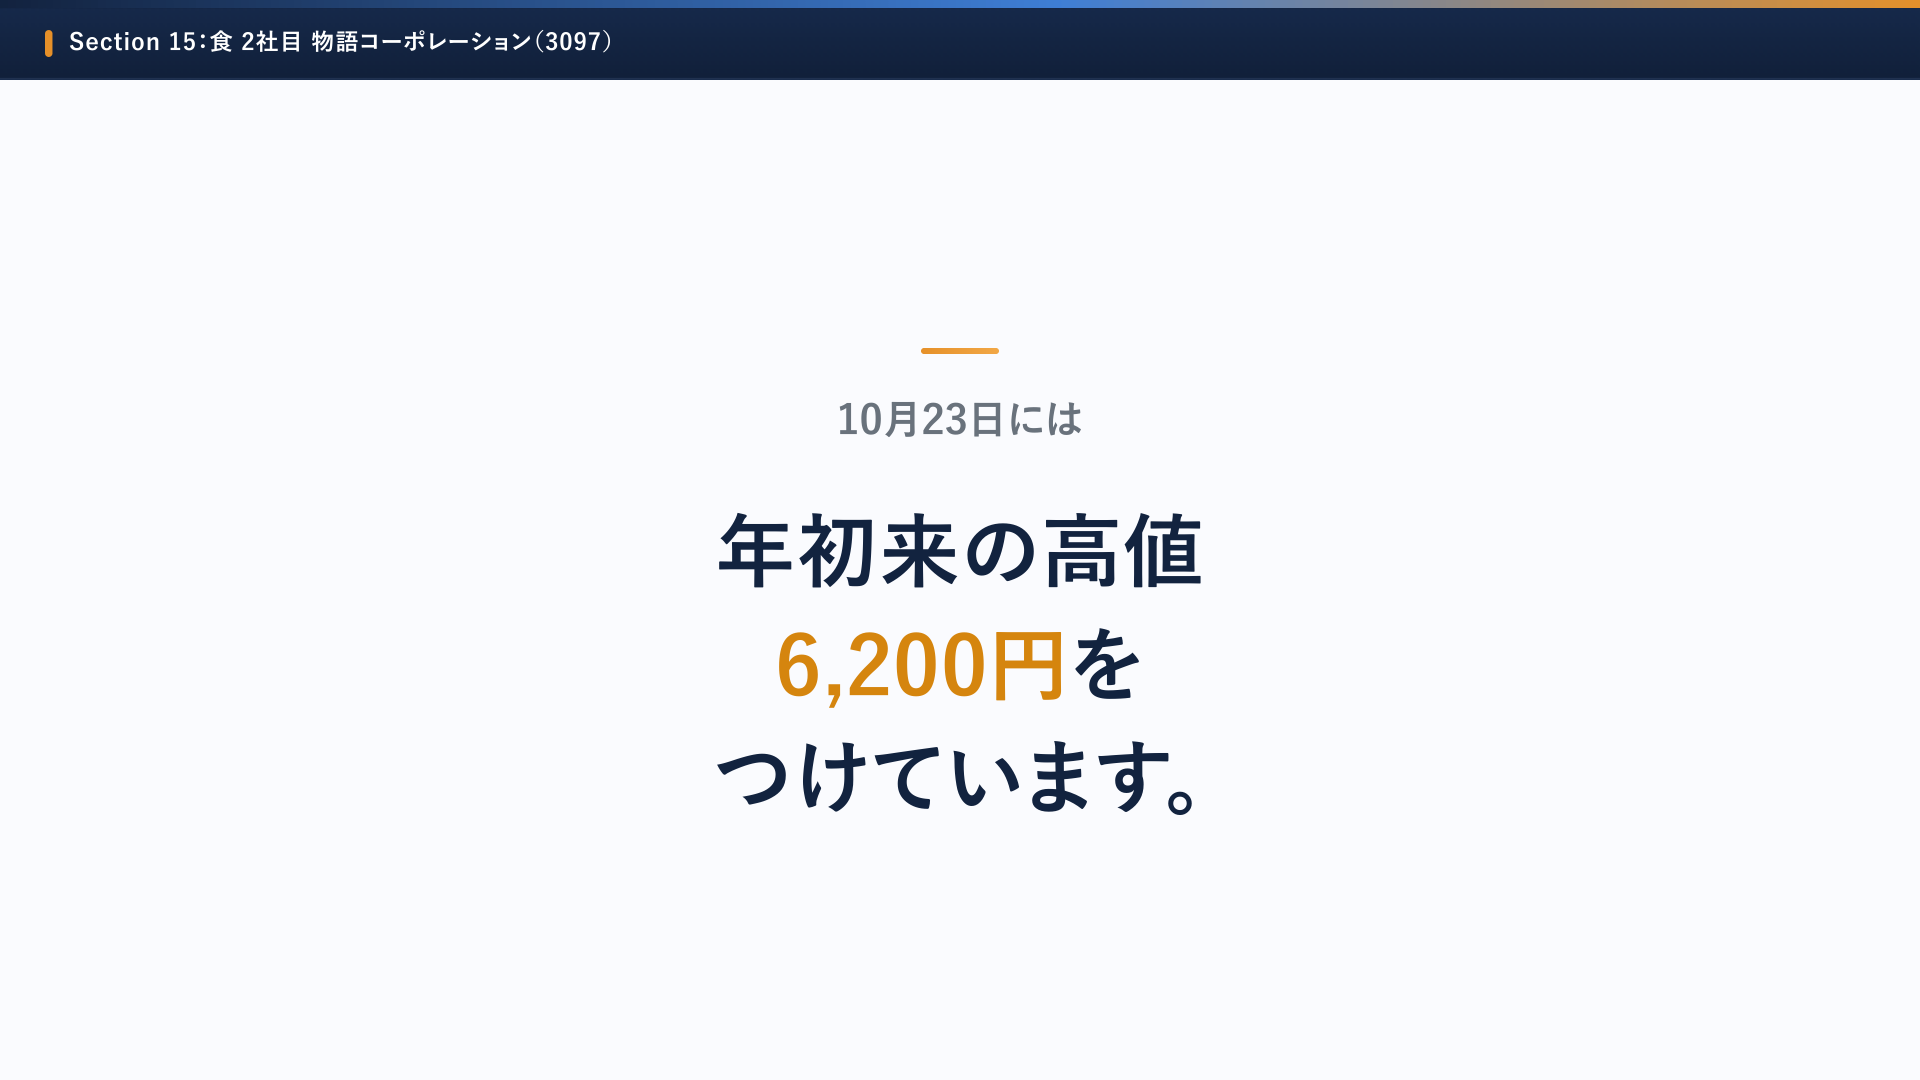 Section 15：食 2社目 物語コーポレーション（3097）
10月23日には
年初来の高値
6,200円を
つけています。